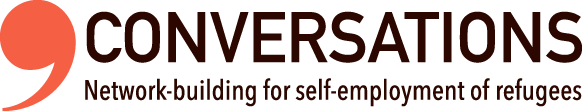 CONVERSATIONS
Network-building for self-employment of refugees